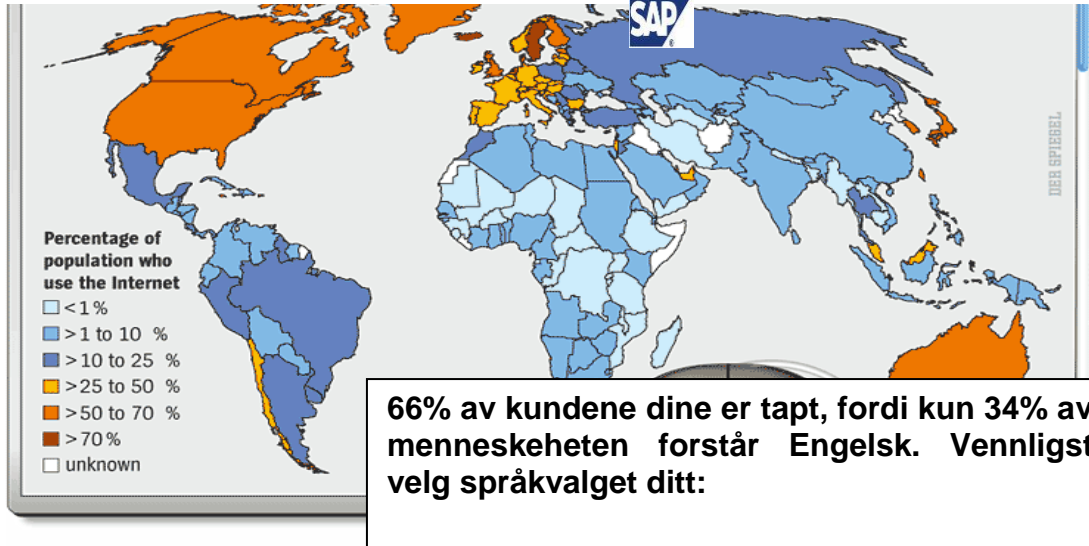 SAP
DER SPIEGEL
Percentage of
population who
use the Internet
<1 %
>1 to 10 %
>10 to 25 %
>25 to 50 %
>50 to 70 %
>70 %
unknown
66% av kundene dine er tapt, fordi kun 34% av
menneskeheten forstår Engelsk. Vennligst
velg språkvalget ditt: